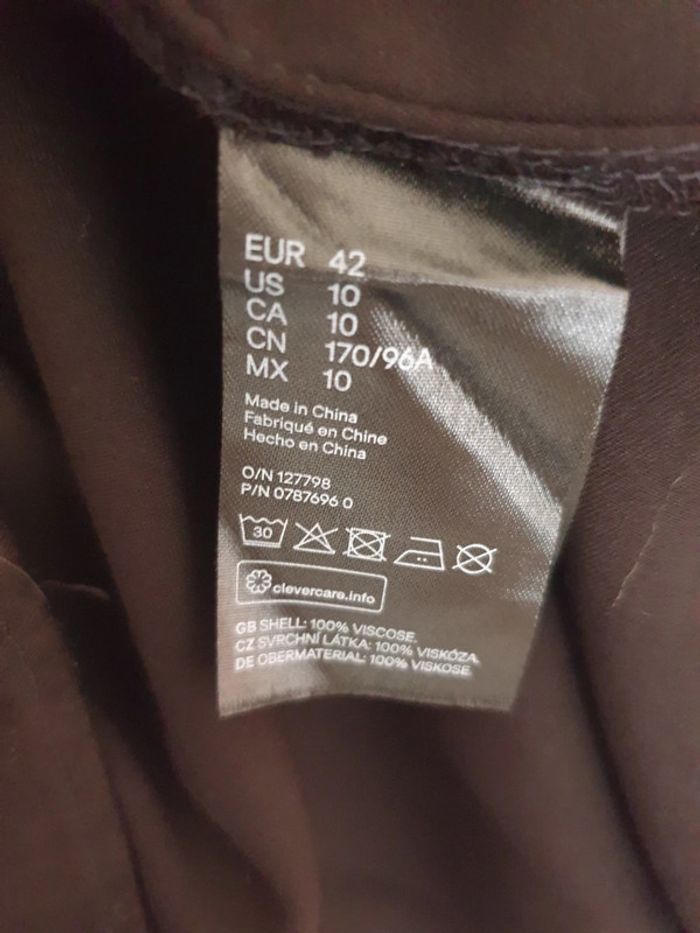 EUR 42
US 10
CA 10
CN 170/96A
MX 10
Made in China
Fabriqué en Chine
Hecho en China
O/N 127798
P/N 0787696 0
30
clevercare.info
GB SHELL: 100% VISCOSE.
CZ SVRCHNÍ LÁTKA: 100% VISKÓZA
DE OBERMATERIAL: 100% VISKOSE